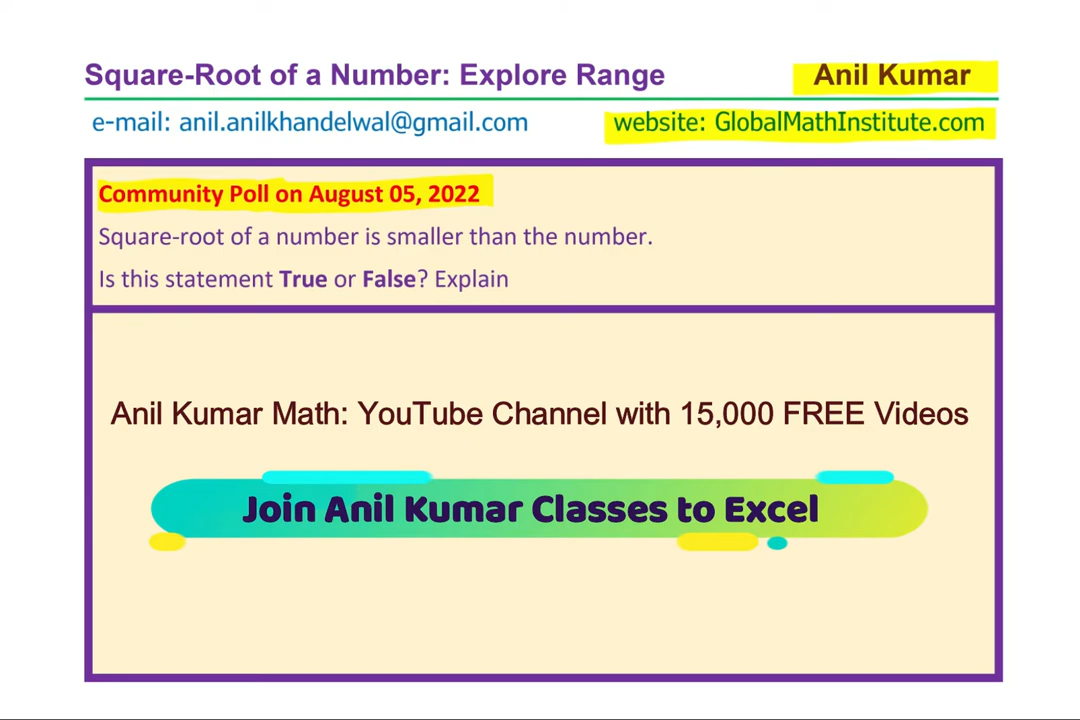 Square-Root of a Number: Explore Range
Anil Kumar
e-mail: anil.anilkhandelwal@gmail.com
website: GlobalMathInstitute.com
Community Poll on August 05, 2022
Square-root of a number is smaller than the number.
Is this statement True or False? Explain
Anil Kumar Math: YouTube Channel with 15,000 FREE Videos
Join Anil Kumar Classes to Excel